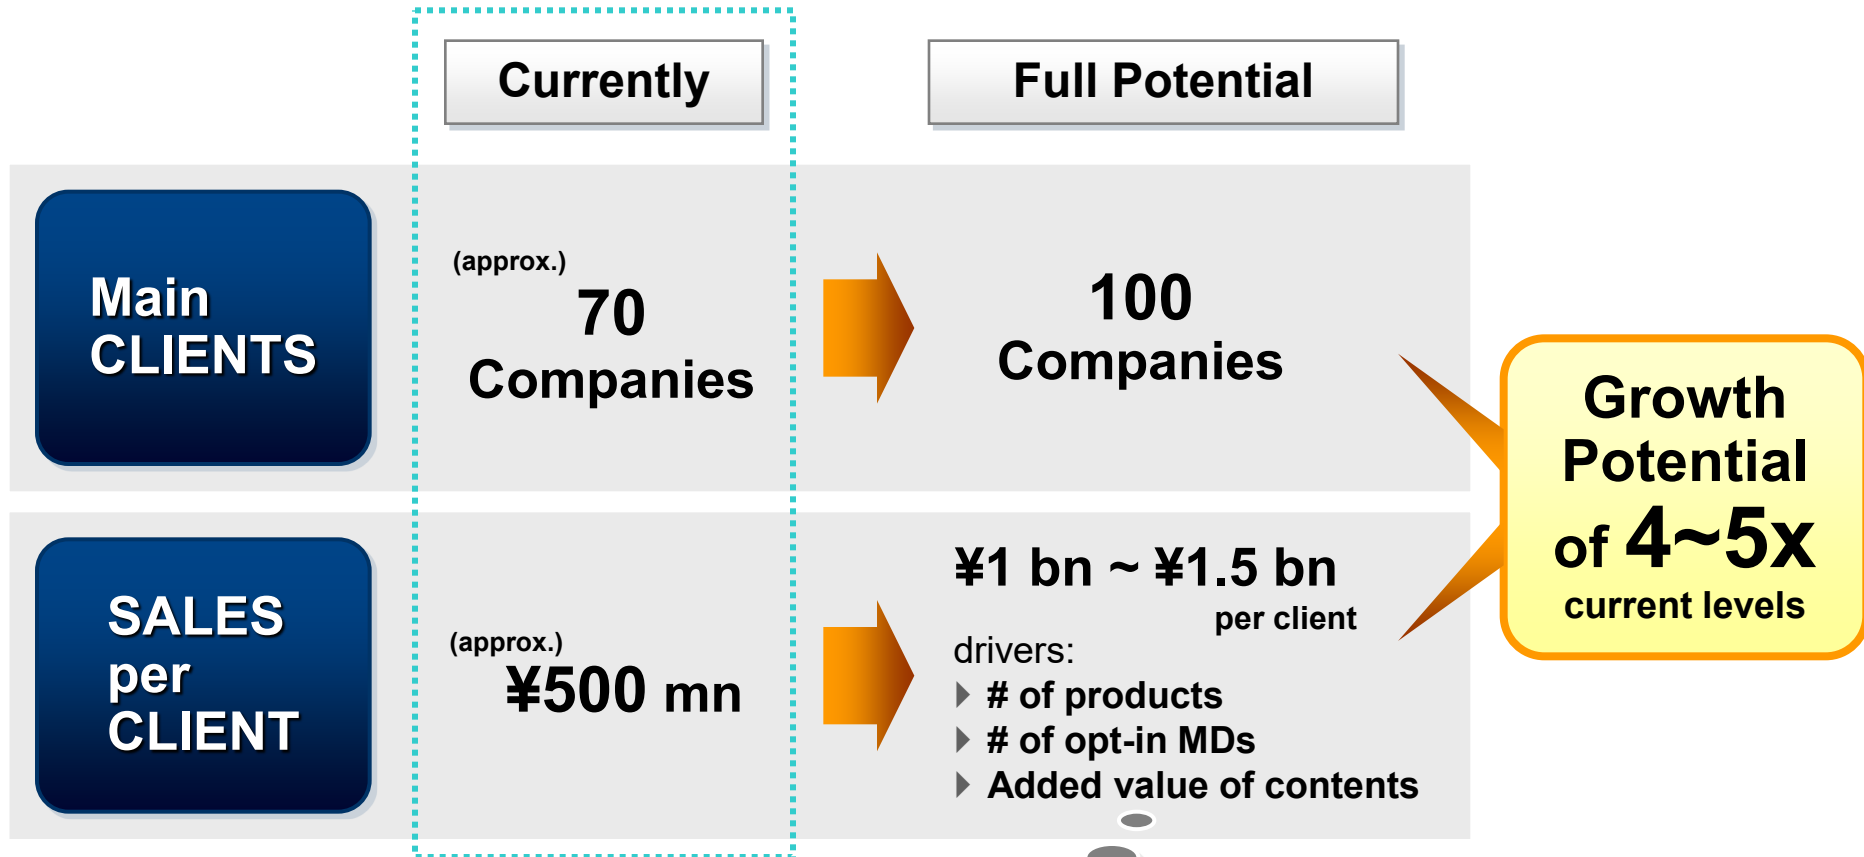 Currently
Full Potential
Main
CLIENTS
(approx.)
70
Companies
100
Companies
SALES
per
CLIENT
(approx.)
¥500 mn
¥1 bn ~ ¥1.5 bn
per client
drivers:
# of products
# of opt-in MDs
Added value of contents
Growth
Potential
of 4~5x
current levels